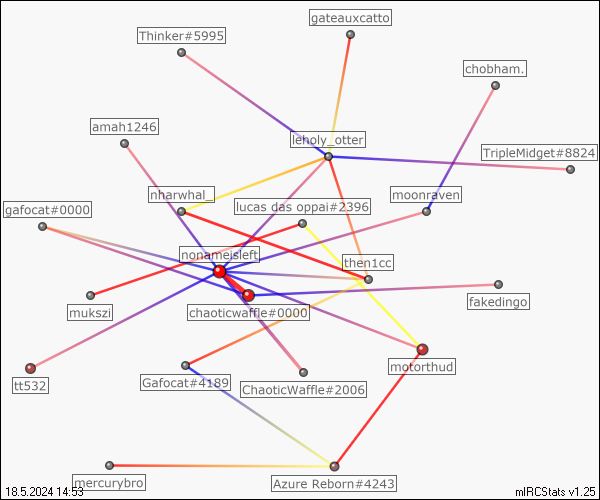 gateauxcatto
Thinker#5995
chobham.
amah1246
leholy_otter
TripleMidget#8824
nharwhal_
moonraven
gafocat#0000
lucas das oppai#2396
nonameisleft
then1cc
mukszi
chaoticwaffle#0000
fakedingo
tt532
Gafocat#4189
ChaoticWaffle#2006
motorthud
mercurybro
Azure Reborn#4243
18.5.2024 14:53
mIRCStats v1.25